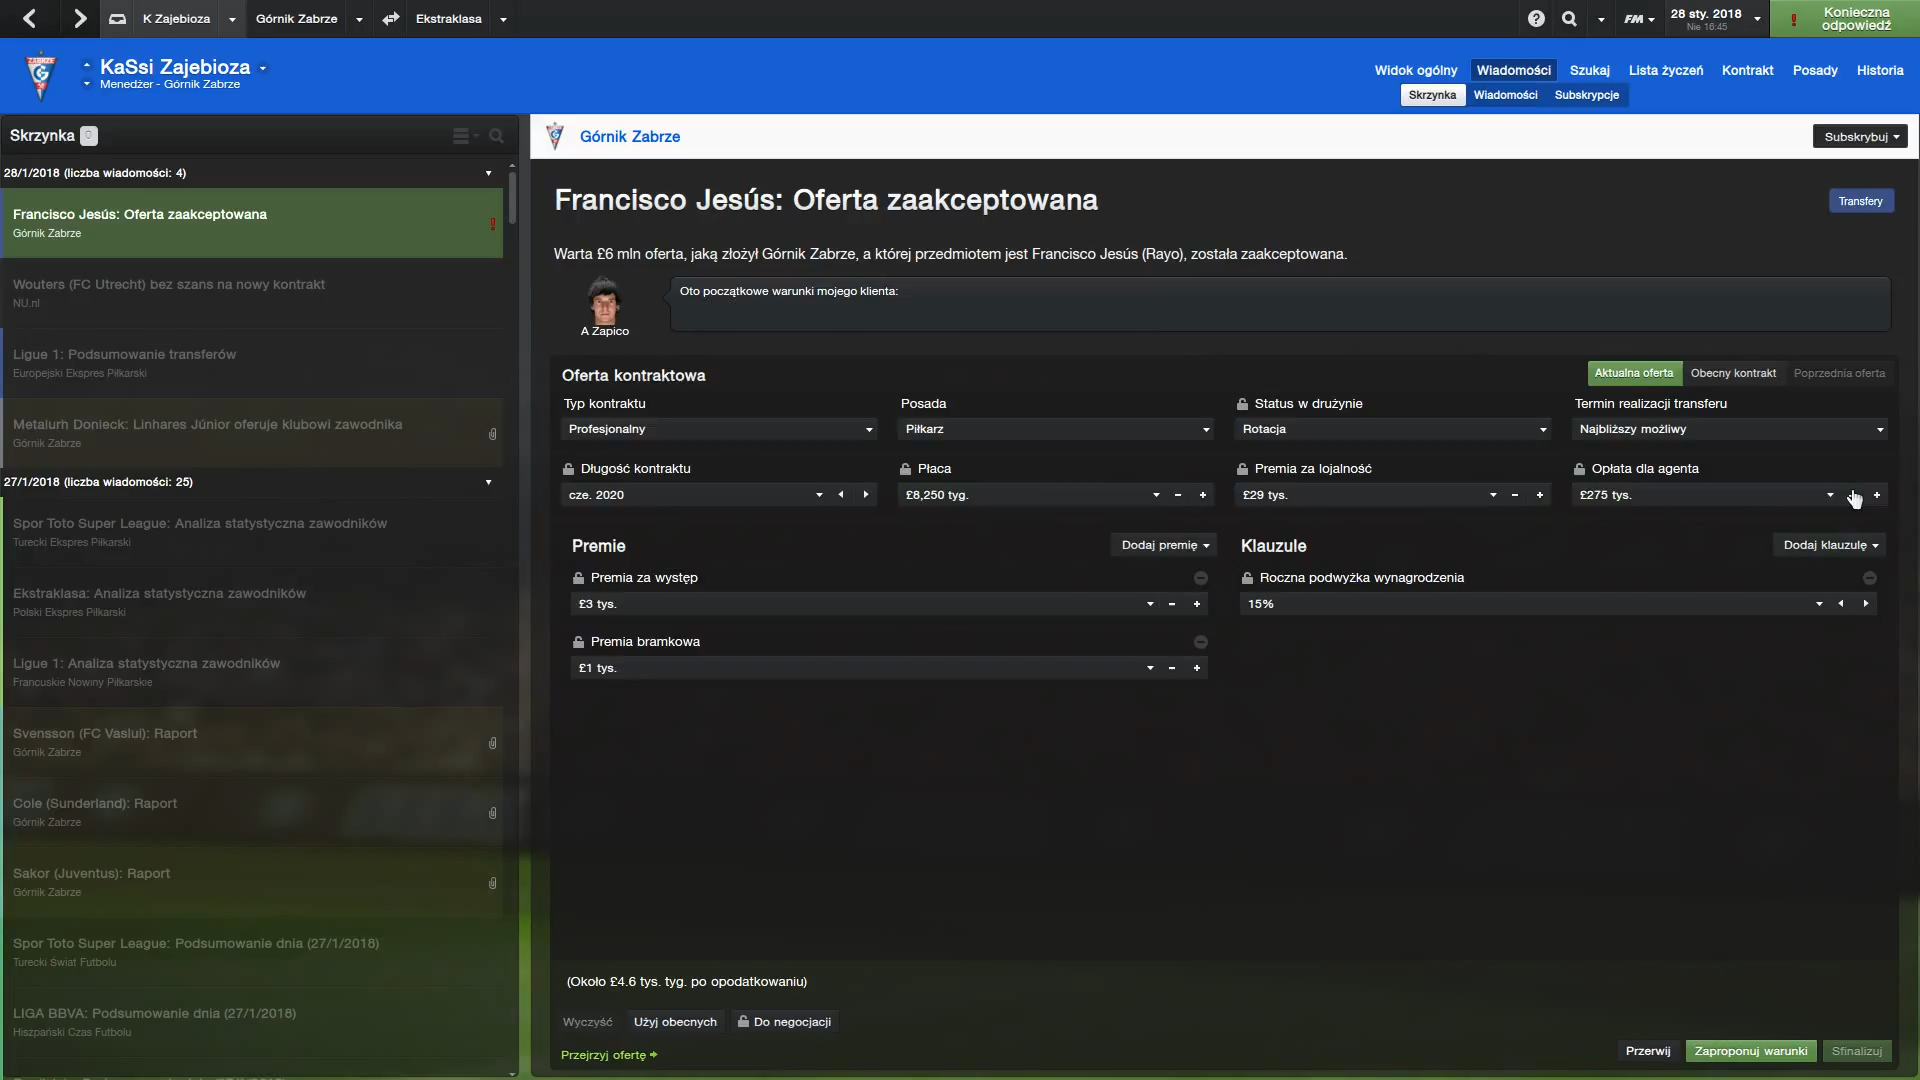 K Zajebioza
Górnik Zabrze
Ekstraklasa
FM
28 sty. 2018
Nie 16:45
Konieczna
odpowiedź
KaSsi Zajebioza
Menedżer - Górnik Zabrze
Widok ogólny
Wiadomości
Szukaj
Lista życzeń
Kontrakt
Posady
Historia
Skrzynka
Wiadomości
Subskrypcje
Skrzynka 0
28/1/2018 (liczba wiadomości: 4)
Francisco Jesús: Oferta zaakceptowana
Górnik Zabrze
Wouters (FC Utrecht) bez szans na nowy kontrakt
NU.nl
Ligue 1: Podsumowanie transferów
Europejski Ekspres Piłkarski
Metalurh Donieck: Linhares Júnior oferuje klubowi zawodnika
Górnik Zabrze
27/1/2018 (liczba wiadomości: 25)
Spor Toto Super League: Analiza statystyczna zawodników
Turecki Ekspres Piłkarski
Ekstraklasa: Analiza statystyczna zawodników
Polski Ekspres Piłkarski
Ligue 1: Analiza statystyczna zawodników
Francuskie Nowiny Piłkarskie
Svensson (FC Vaslui): Raport
Górnik Zabrze
Cole (Sunderland): Raport
Górnik Zabrze
Sakor (Juventus): Raport
Górnik Zabrze
Spor Toto Super League: Podsumowanie dnia (27/1/2018)
Turecki Świat Futbolu
LIGA BBVA: Podsumowanie dnia (27/1/2018)
Hiszpański Czas Futbolu
Górnik Zabrze
Subskrybuj
Francisco Jesús: Oferta zaakceptowana
Transfery
Warta £6 mln oferta, jaką złożył Górnik Zabrze, a której przedmiotem jest Francisco Jesús (Rayo), została zaakceptowana.
A Zapico
Oto początkowe warunki mojego klienta:
Oferta kontraktowa
Aktualna oferta
Obecny kontrakt
Poprzednia oferta
Typ kontraktu
Posada
Status w drużynie
Termin realizacji transferu
Profesjonalny
Piłkarz
Rotacja
Najbliższy możliwy
Długość kontraktu
Płaca
Premia za lojalność
Opłata dla agenta
cze. 2020
£8,250 tyg.
£29 tys.
£275 tys.
Premie
Dodaj premię
Klauzule
Dodaj klauzulę
Premia za występ
Roczna podwyżka wynagrodzenia
£3 tys.
15%
Premia bramkowa
£1 tys.
(Około £4.6 tys. tyg. po opodatkowaniu)
Wyczyść
Użyj obecnych
Do negocjacji
Przejrzyj ofertę
Przerwij
Zaproponuj warunki
Sfinalizuj